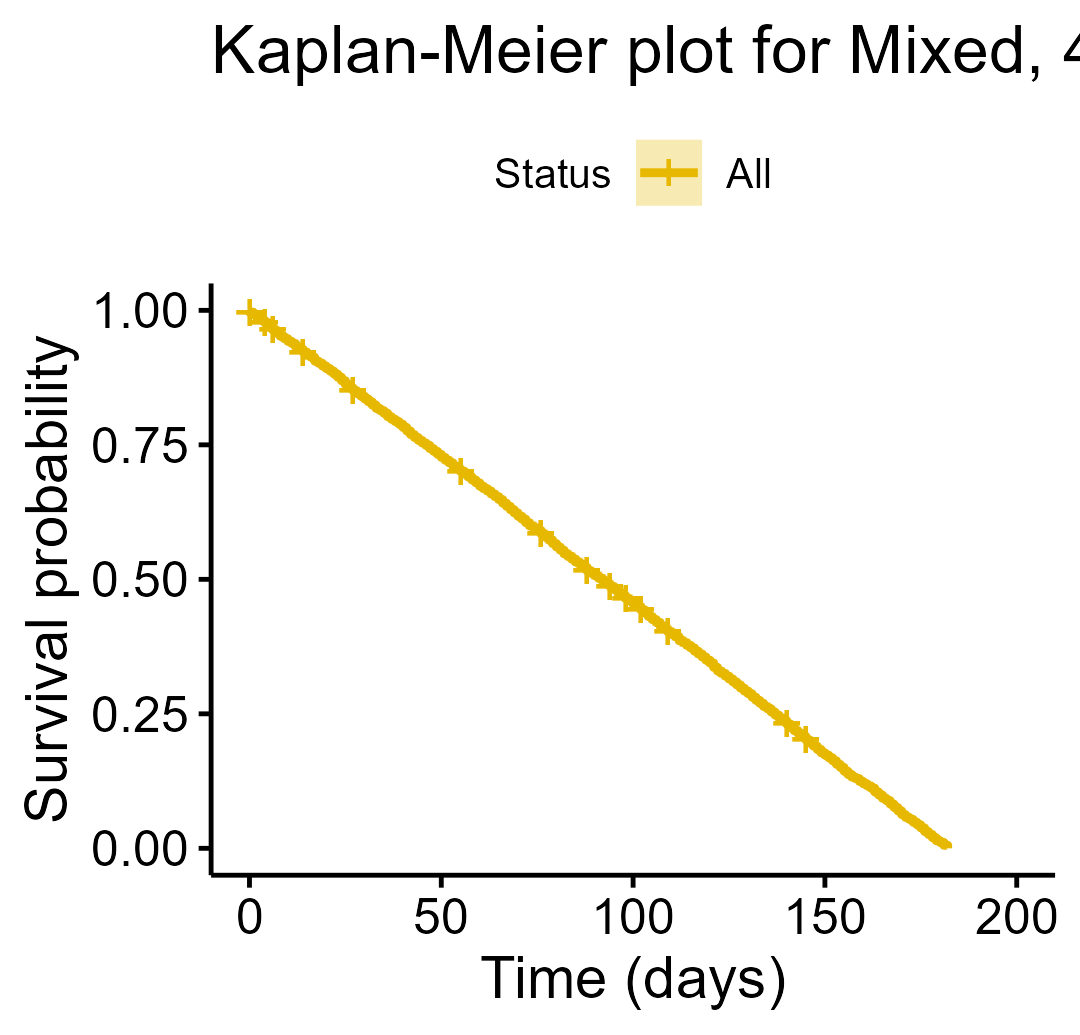 Kaplan-Meier plot for Mixed, 4
Status All
1.00
0.75
0.50
0.25
0.00
Survival probability
0 50 100 150 200
Time (days)